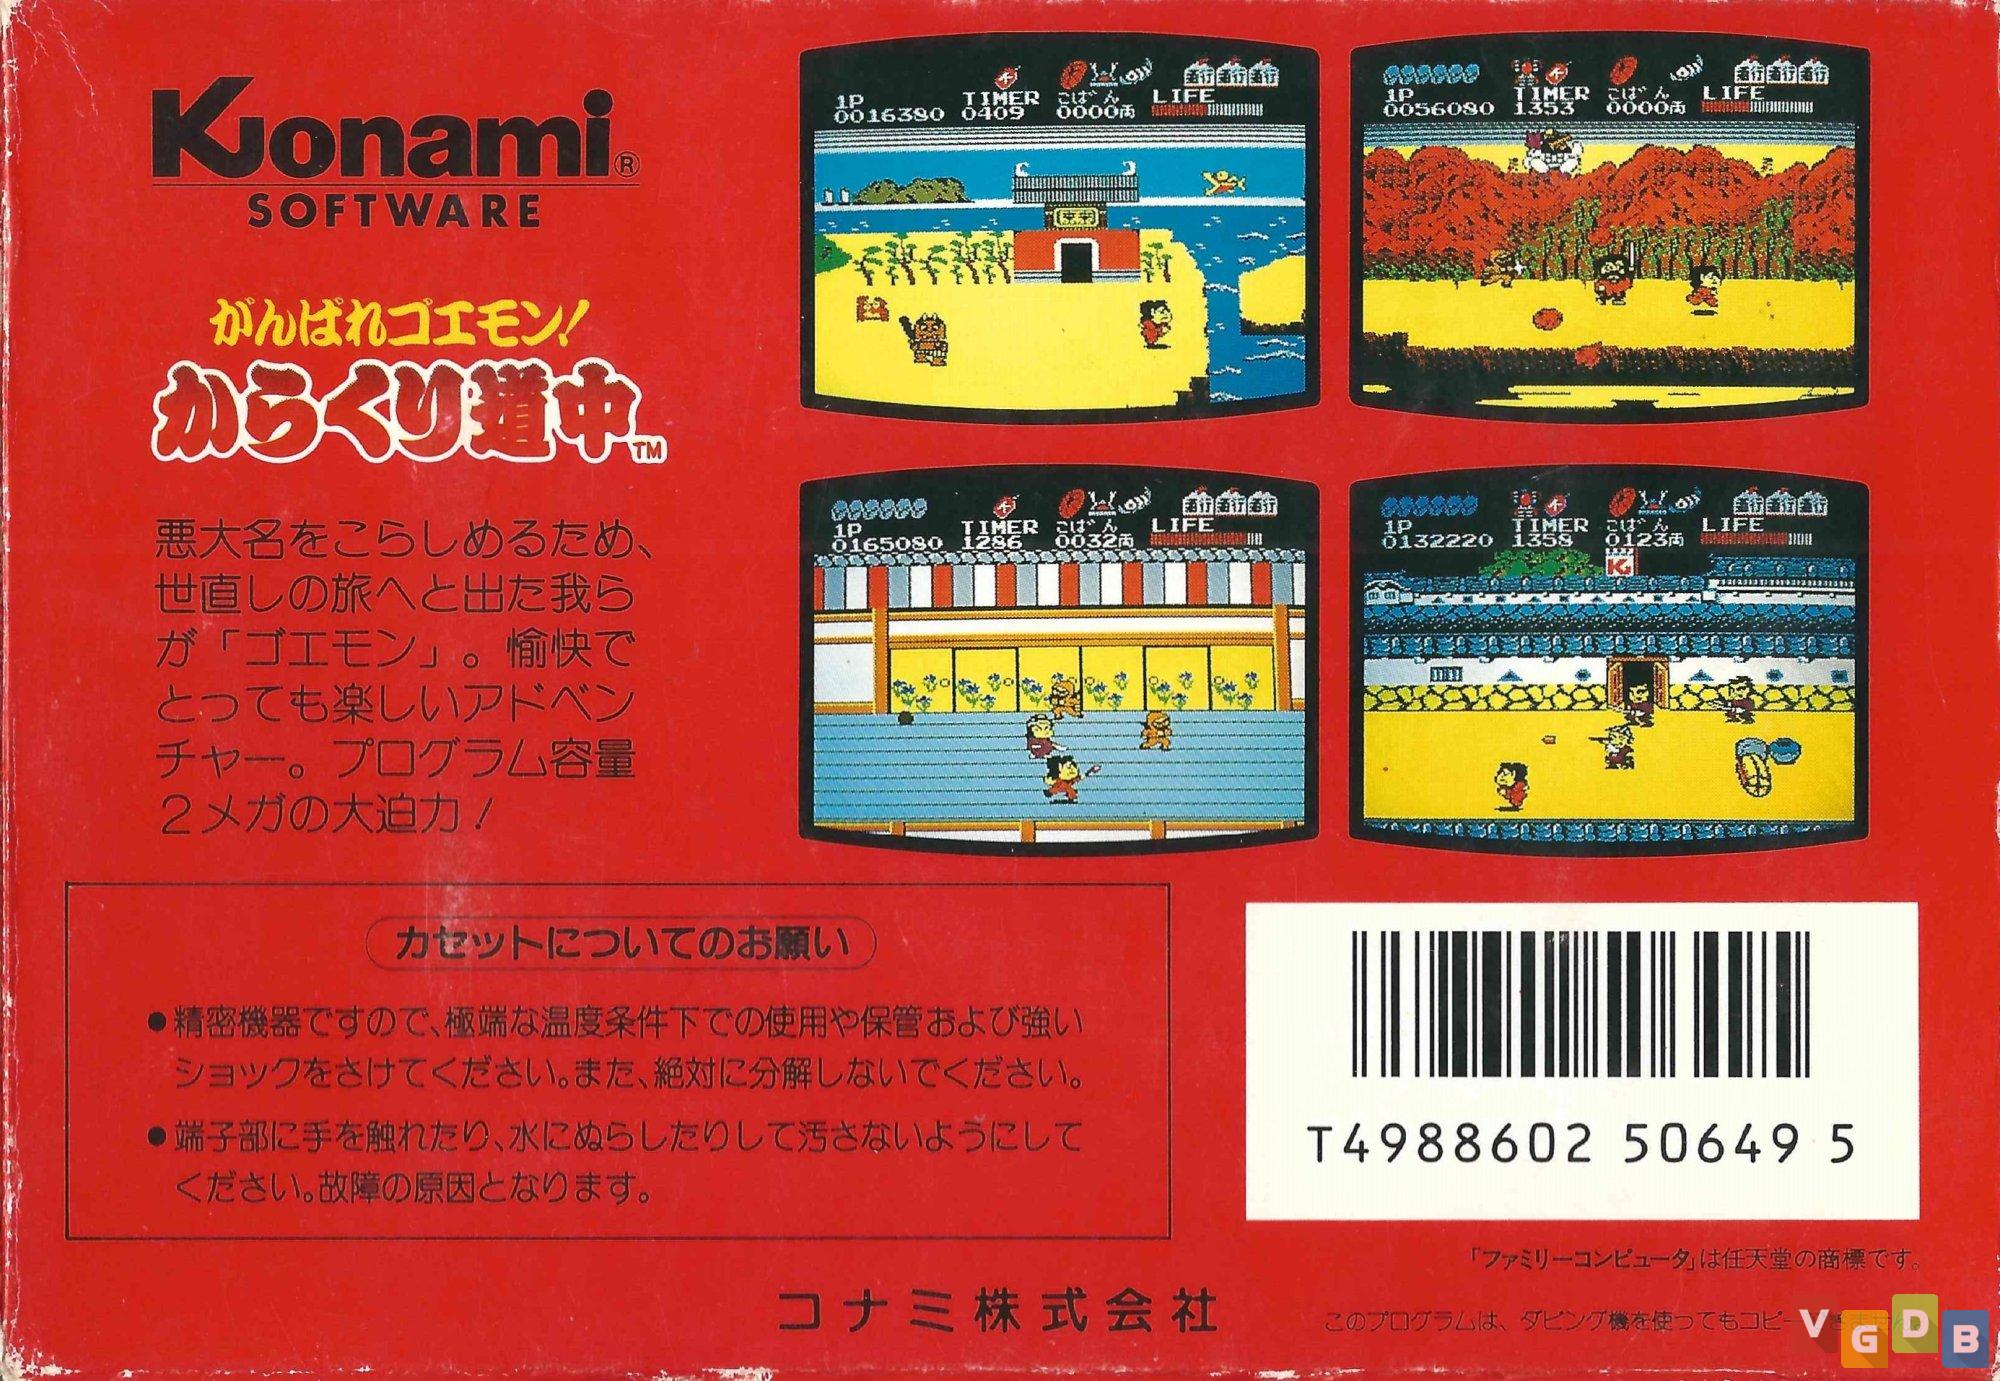 Konami®
SOFTWARE
がんばれゴエモン!
からくり道中™
悪大名をこらしめるため、
世直しの旅へと出た我ら
が「ゴエモン」。愉快で
とっても楽しいアドベン
チャー。プログラム容量
2メガの大迫力!
1P TIMER こばん LIFE
0016380 0409 0000両
1P TIMER こばん LIFE
0056080 1353 0000両
1P TIMER こばん LIFE
0165080 1286 0032両
1P TIMER こばん LIFE
0132220 1358 0123両
カセットについてのお願い
●精密機器ですので、極端な温度条件下での使用や保管および強い
ショックをさけてください。また、絶対に分解しないでください。
●端子部に手を触れたり、水にぬらしたりして汚さないようにして
ください。故障の原因となります。
T4988602 50649 5
「ファミリーコンピュータ」は任天堂の商標です。
コナミ株式会社
このプログラムは、ダビング機を使ってもコピー
VGDB